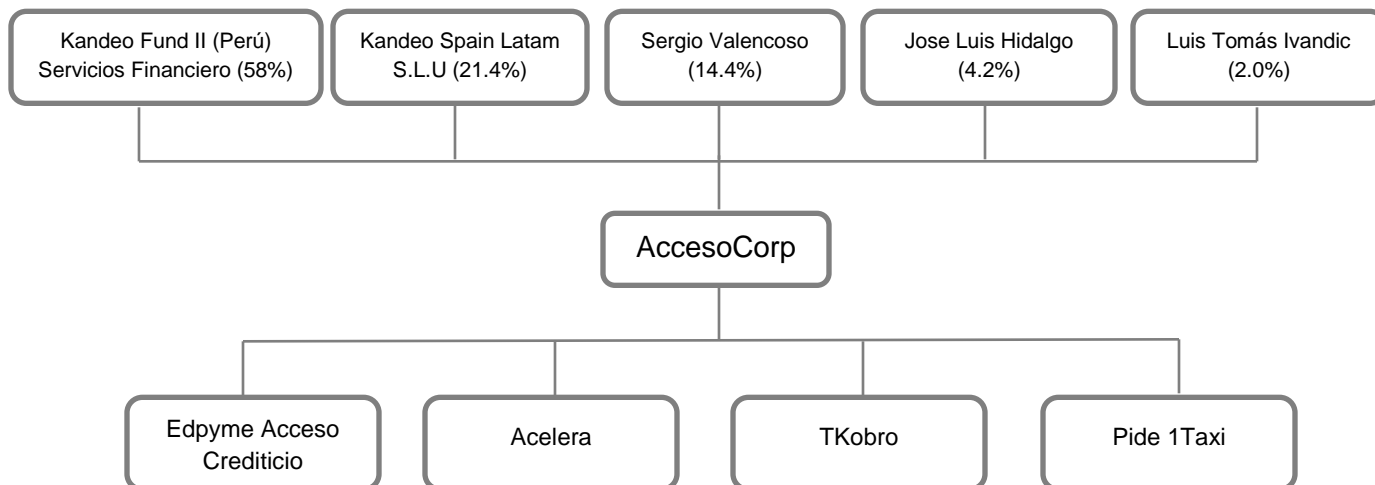 Kandeo Fund II (Perú)
Servicios Financiero (58%)
Kandeo Spain Latam
S.L.U (21.4%)
Sergio Valencoso
(14.4%)
Jose Luis Hidalgo
(4.2%)
Luis Tomás Ivandic
(2.0%)
AccesoCorp
Edpyme Acceso
Crediticio
Acelera
TKobro
Pide 1Taxi